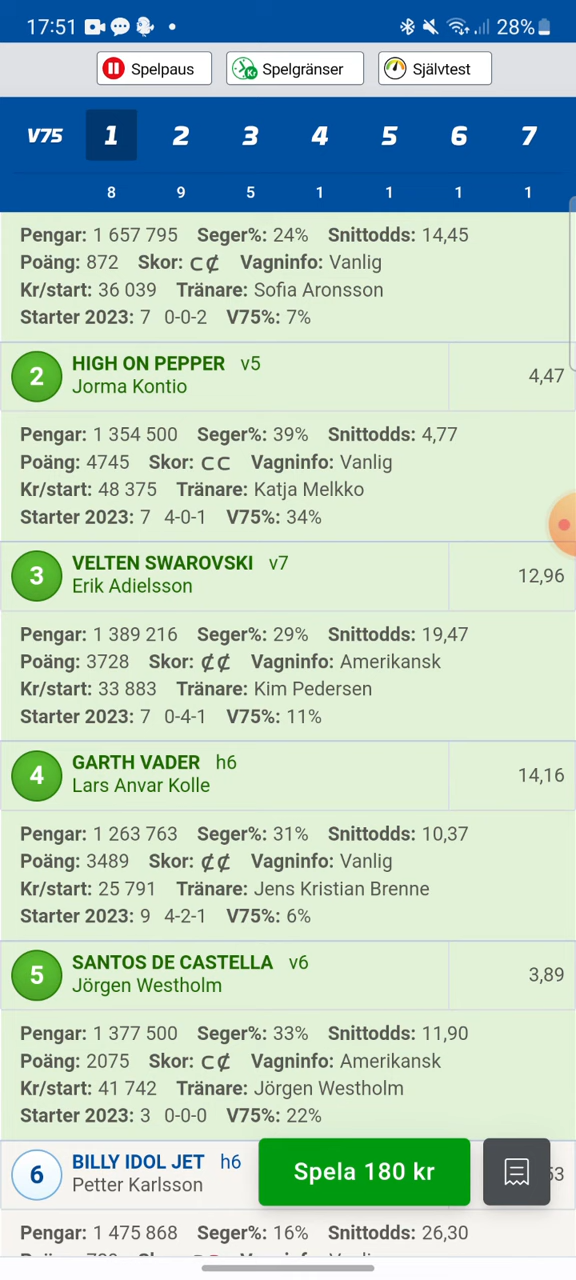 17:51 28%
Spelpaus Spelgränser Självtest
V75 1 2 3 4 5 6 7
8 9 5 1 1 1 1
Pengar: 1 657 795 Seger%: 24% Snittodds: 14,45
Poäng: 872 Skor: C₵ Vagninfo: Vanlig
Kr/start: 36 039 Tränare: Sofia Aronsson
Starter 2023: 7 0-0-2 V75%: 7%
2 HIGH ON PEPPER v5 4,47
Jorma Kontio
Pengar: 1 354 500 Seger%: 39% Snittodds: 4,77
Poäng: 4745 Skor: CC Vagninfo: Vanlig
Kr/start: 48 375 Tränare: Katja Melkko
Starter 2023: 7 4-0-1 V75%: 34%
3 VELTEN SWAROVSKI v7 12,96
Erik Adielsson
Pengar: 1 389 216 Seger%: 29% Snittodds: 19,47
Poäng: 3728 Skor: ₵₵ Vagninfo: Amerikansk
Kr/start: 33 883 Tränare: Kim Pedersen
Starter 2023: 7 0-4-1 V75%: 11%
4 GARTH VADER h6 14,16
Lars Anvar Kolle
Pengar: 1 263 763 Seger%: 31% Snittodds: 10,37
Poäng: 3489 Skor: ₵₵ Vagninfo: Vanlig
Kr/start: 25 791 Tränare: Jens Kristian Brenne
Starter 2023: 9 4-2-1 V75%: 6%
5 SANTOS DE CASTELLA v6 3,89
Jörgen Westholm
Pengar: 1 377 500 Seger%: 33% Snittodds: 11,90
Poäng: 2075 Skor: C₵ Vagninfo: Amerikansk
Kr/start: 41 742 Tränare: Jörgen Westholm
Starter 2023: 3 0-0-0 V75%: 22%
6 BILLY IDOL JET h6 53
Petter Karlsson
Spela 180 kr
Pengar: 1 475 868 Seger%: 16% Snittodds: 26,30